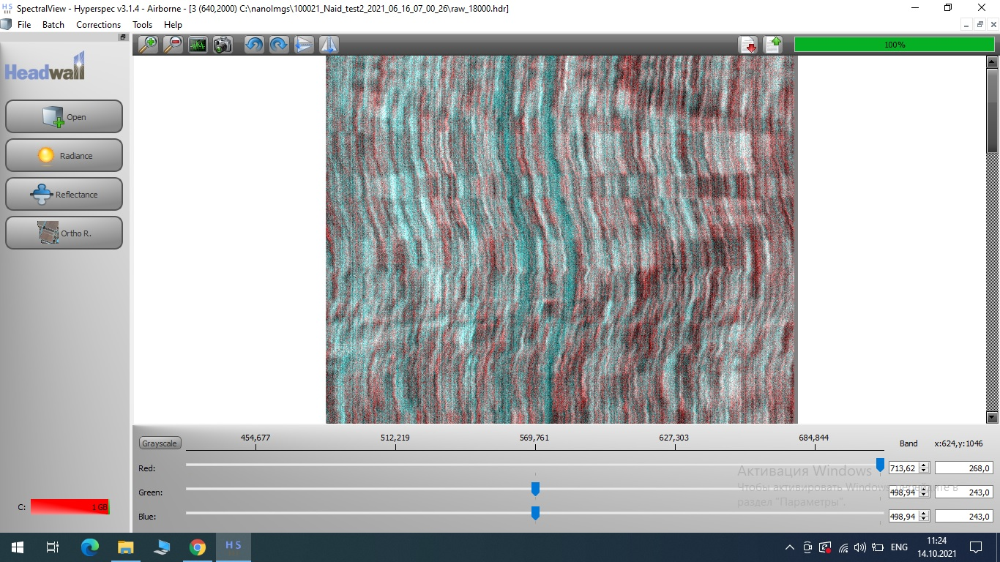 SpectralView - Hyperspec v3.1.4 - Airborne - [3 (640,2000) C:\nanoImgs\100021_Naid_test2_2021_06_16_07_00_26\raw_18000.hdr]
File Batch Corrections Tools Help
100%
Headwall
Open
Radiance
Reflectance
Ortho R.
Grayscale
454,677 512,219 569,761 627,303 684,844
Band x:624,y:1046
Red: 713,62 268,0
Green: 498,94 243,0
Blue: 498,94 243,0
Активация Windows
Чтобы активировать Windows, перейдите в
раздел "Параметры".
C: 1 GB
HS
ENG
11:24
14.10.2021